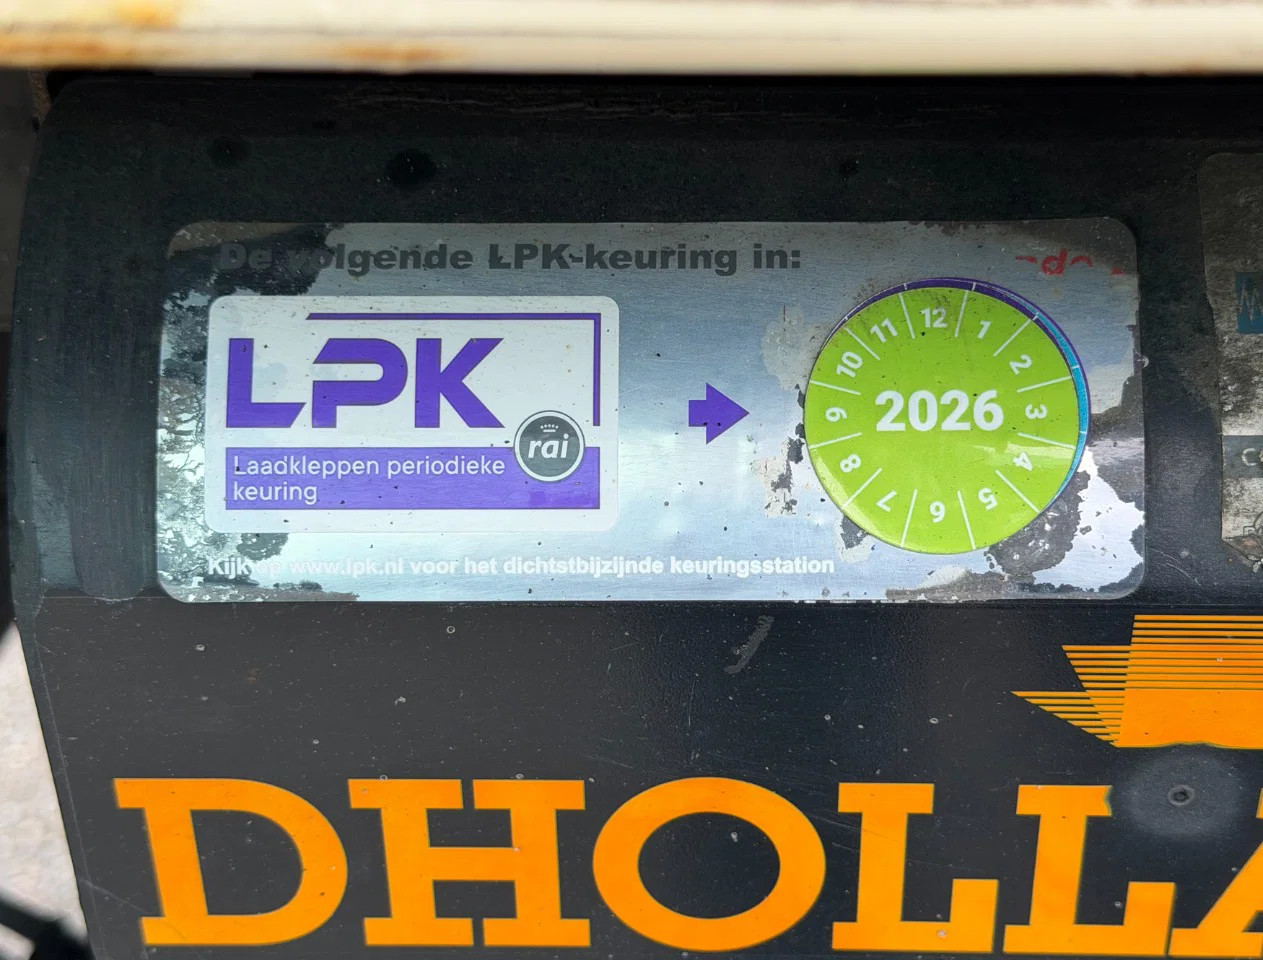 De volgende LPK-keuring in:
LPK
rai
Laadkleppen periodieke
keuring
12
1
2
3
4
5
6
7
8
9
10
11
2026
Kijk op www.lpk.nl voor het dichtstbijzijnde keuringsstation
DHOLLA